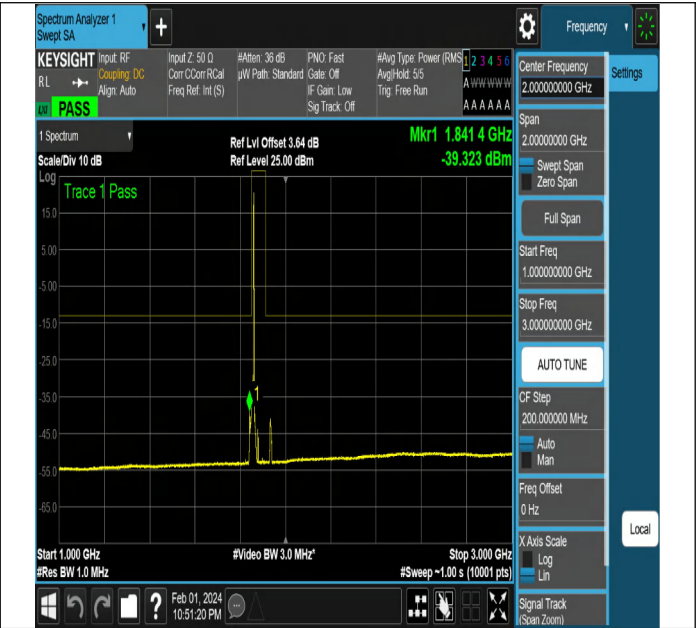 Spectrum Analyzer 1
Swept SA
+
Frequency
KEYSIGHT
Input: RF
Coupling: DC
Align: Auto
Input Z: 50 Ω
Corr CCorr RCal
Freq Ref: Int (S)
#Atten: 36 dB
µW Path: Standard
PNO: Fast
Gate: Off
IF Gain: Low
Sig Track: Off
#Avg Type: Power (RMS
Avg|Hold: 5/5
Trig: Free Run
1 2 3 4 5 6
A W W W W W
A A A A A A
RL
PASS
1 Spectrum
Scale/Div 10 dB
Ref Lvl Offset 3.64 dB
Ref Level 25.00 dBm
Mkr1 1.841 4 GHz
-39.323 dBm
Log
Trace 1 Pass
15.0
5.00
-5.00
-15.0
-25.0
-35.0
-45.0
-55.0
-65.0
1
Start 1.000 GHz
#Res BW 1.0 MHz
#Video BW 3.0 MHz*
Stop 3.000 GHz
#Sweep ~1.00 s (10001 pts)
Feb 01, 2024
10:51:20 PM
?
Center Frequency
2.000000000 GHz
Settings
Span
2.00000000 GHz
Swept Span
Zero Span
Full Span
Start Freq
1.000000000 GHz
Stop Freq
3.000000000 GHz
AUTO TUNE
CF Step
200.000000 MHz
Auto
Man
Freq Offset
0 Hz
X Axis Scale
Log
Lin
Local
Signal Track
(Span Zoom)